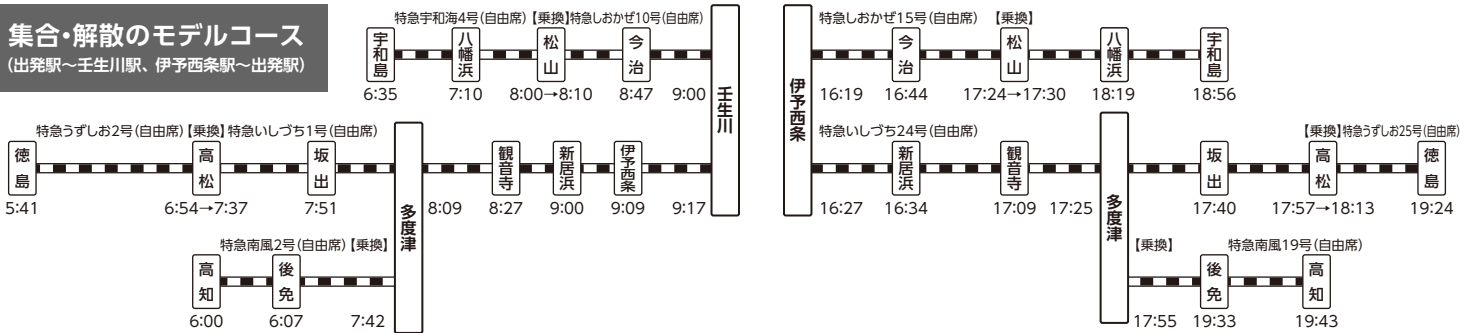 集合・解散のモデルコース
(出発駅～壬生川駅、伊予西条駅～出発駅)
特急宇和海4号(自由席)【乗換】特急しおかぜ10号(自由席)
宇和島 八幡浜 松山 今治
6:35 7:10 8:00→8:10 8:47 9:00
壬生川
特急うずしお2号(自由席)【乗換】特急いしづち1号(自由席)
徳島 高松 坂出 多度津 観音寺 新居浜 伊予西条
5:41 6:54→7:37 7:51 8:09 8:27 9:00 9:09 9:17
特急南風2号(自由席)【乗換】
高知 後免
6:00 6:07 7:42
伊予西条
特急しおかぜ15号(自由席) 【乗換】
今治 松山 八幡浜 宇和島
16:19 16:44 17:24→17:30 18:19 18:56
特急いしづち24号(自由席) 【乗換】特急うずしお25号(自由席)
新居浜 観音寺 多度津 坂出 高松 徳島
16:27 16:34 17:09 17:25 17:40 17:57→18:13 19:24
【乗換】 特急南風19号(自由席)
後免 高知
17:55 19:33 19:43